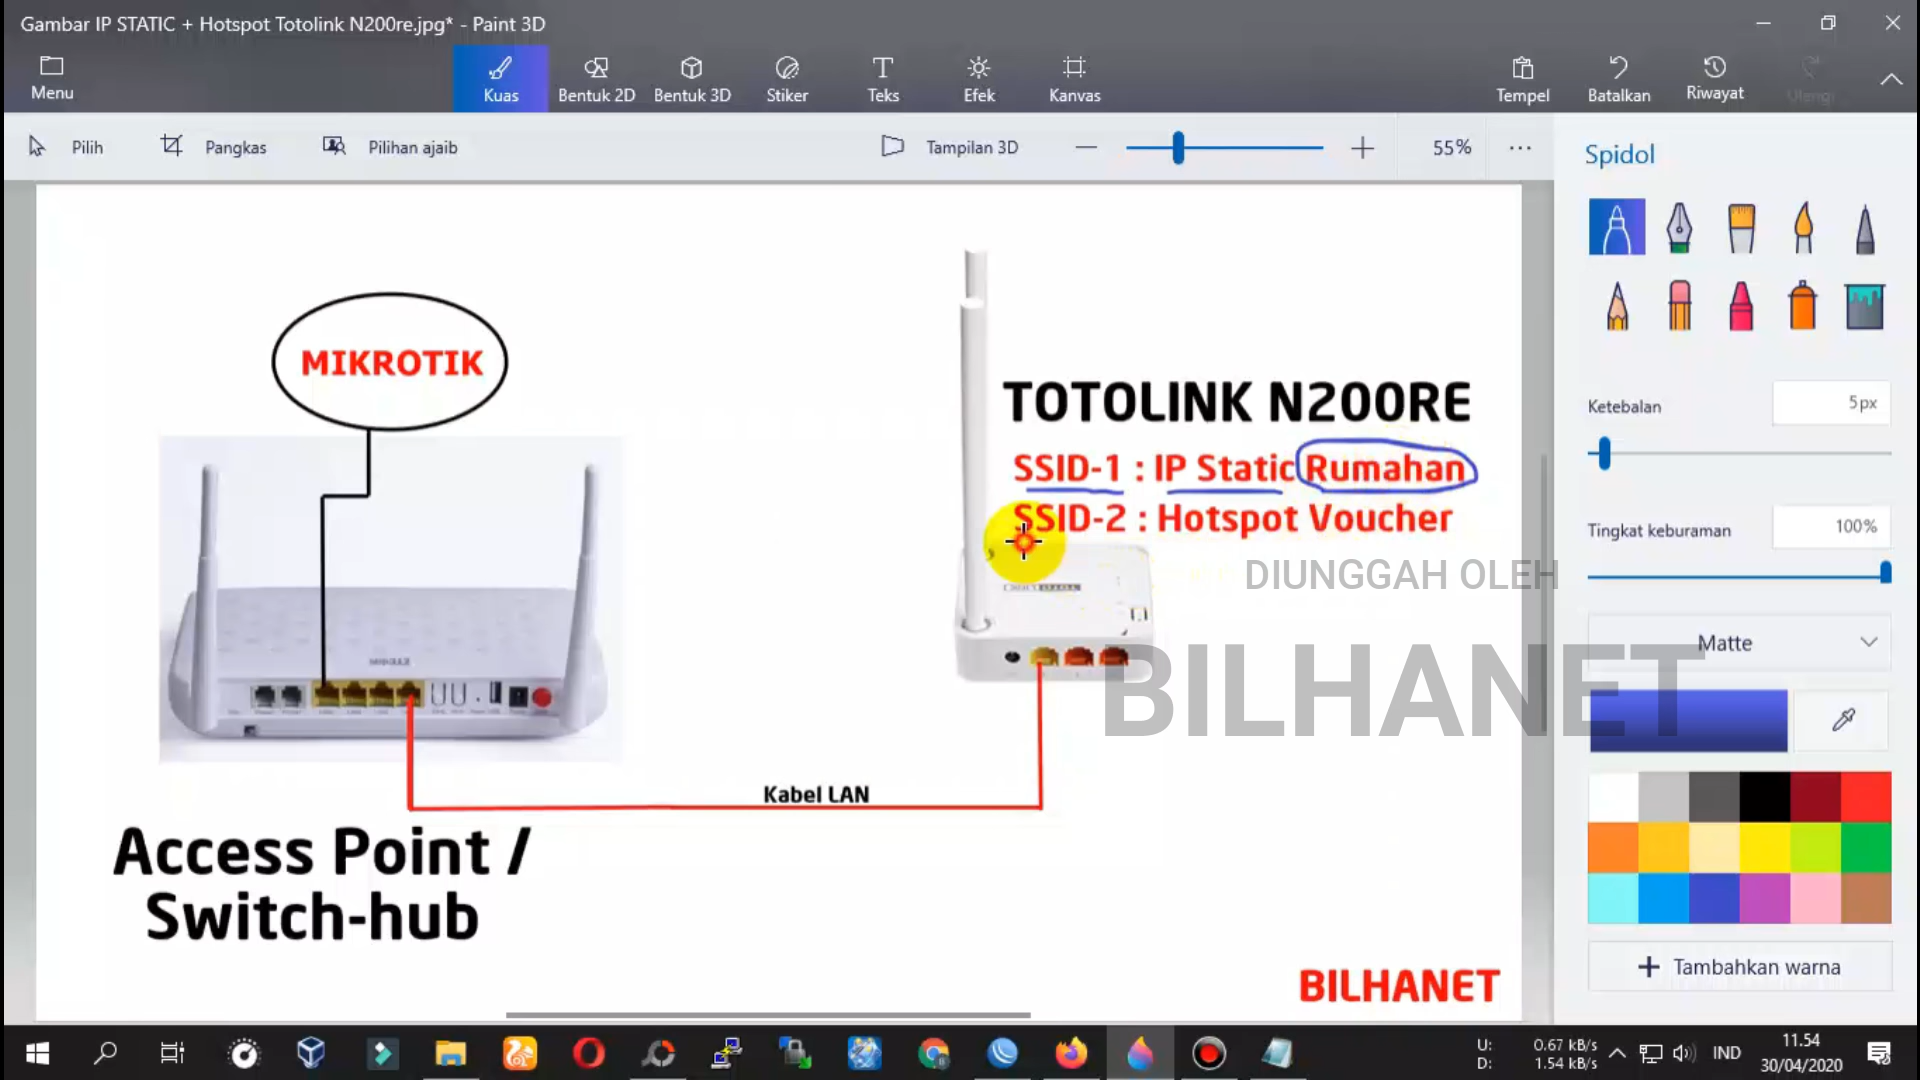 Gambar IP STATIC + Hotspot Totolink N200re.jpg* - Paint 3D
Menu
Kuas
Bentuk 2D
Bentuk 3D
Stiker
Teks
Efek
Kanvas
Tempel
Batalkan
Riwayat
Ulangi
Pilih
Pangkas
Pilihan ajaib
Tampilan 3D
55%
Spidol
MIKROTIK
TOTOLINK N200RE
SSID-1 : IP Static Rumahan
SSID-2 : Hotspot Voucher
Kabel LAN
Access Point /
Switch-hub
BILHANET
DIUNGGAH OLEH
BILHANET
Ketebalan
5px
Tingkat keburaman
100%
Matte
Tambahkan warna
U: 0.67 kB/s
D: 1.54 kB/s
IND
11.54
30/04/2020